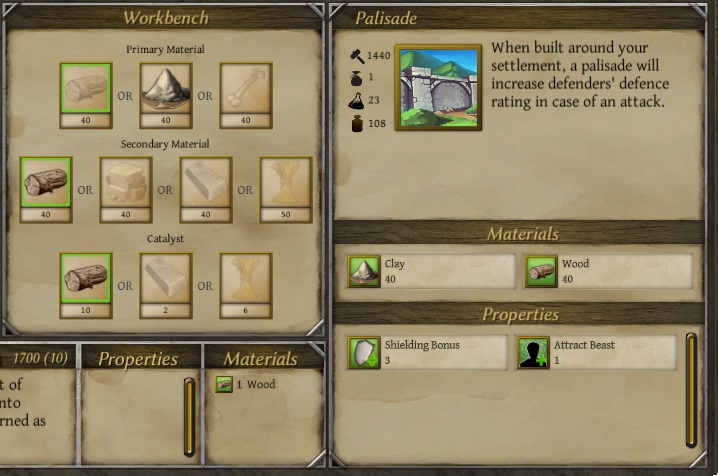 Workbench
Primary Material
OR
OR
40
40
40
Secondary Material
OR
OR
OR
40
40
40
50
Catalyst
OR
OR
10
2
6
1700 (10)
t of
nto
rned as
Properties
Materials
1 Wood
Palisade
1440
1
23
108
When built around your
settlement, a palisade will
increase defenders' defence
rating in case of an attack.
Materials
Clay
40
Wood
40
Properties
Shielding Bonus
3
Attract Beast
1